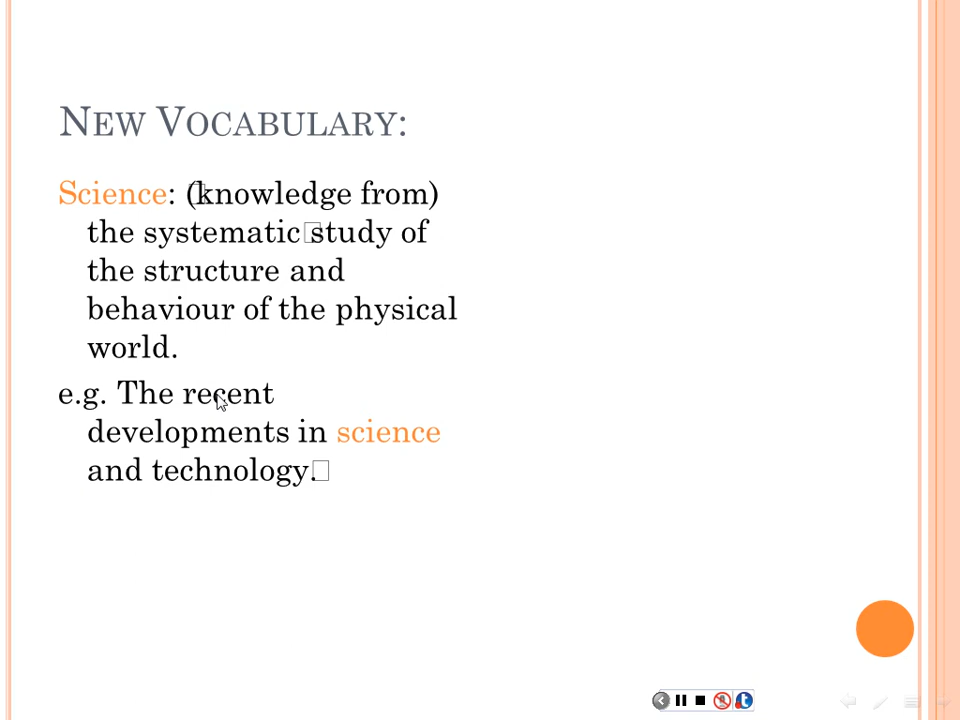 NEW VOCABULARY:
Science: (knowledge from)
the systematic study of
the structure and
behaviour of the physical
world.
e.g. The recent
developments in science
and technology.